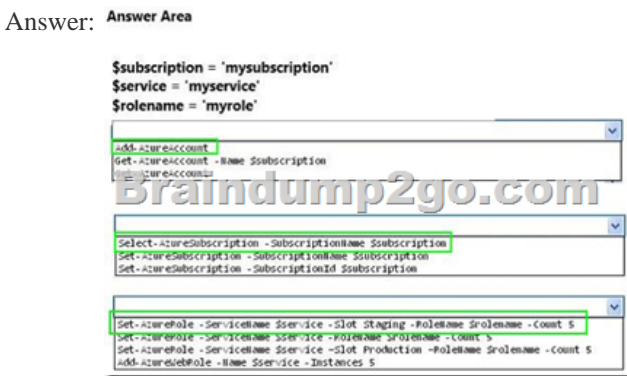 Answer: Answer Area
$subscription = 'mysubscription'
$service = 'myservice'
$rolename = 'myrole'
Add-AzureAccount
Get-AzureAccount -Name $subscription
Braindump2go.com
Select-AzureSubscription -SubscriptionName $subscription
Set-AzureSubscription -SubscriptionName $subscription
Set-AzureSubscription -SubscriptionId $subscription
Set-AzureRole -ServiceName $service -Slot Staging -RoleName $rolename -Count 5
Set-AzureRole -ServiceName $service -RoleName $rolename -Count 5
Set-AzureRole -ServiceName $service -Slot Production -RoleName $rolename -Count 5
Add-AzureWebRole -Name $service -Instances 5